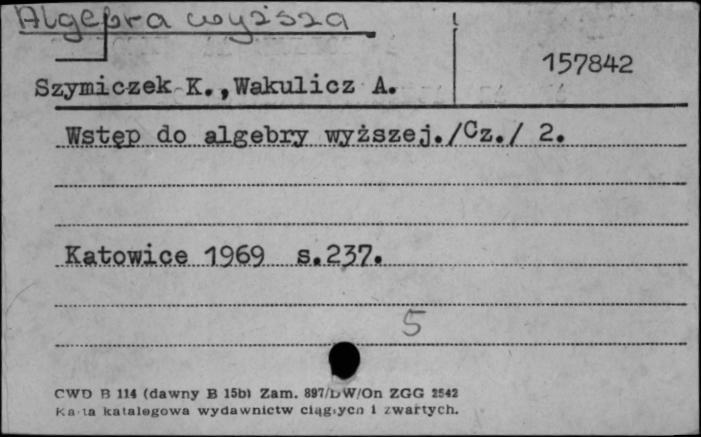 Algebra wyższa
157842
Szymiczek K.,Wakulicz A.
Wstęp do algebry wyższej./Cz./ 2.
Katowice 1969 s.237.
5
CWD B 114 (dawny B 15b) Zam. 897/DW/On ZGG 2542
Karta katalogowa wydawnictw ciągłych i zwartych.